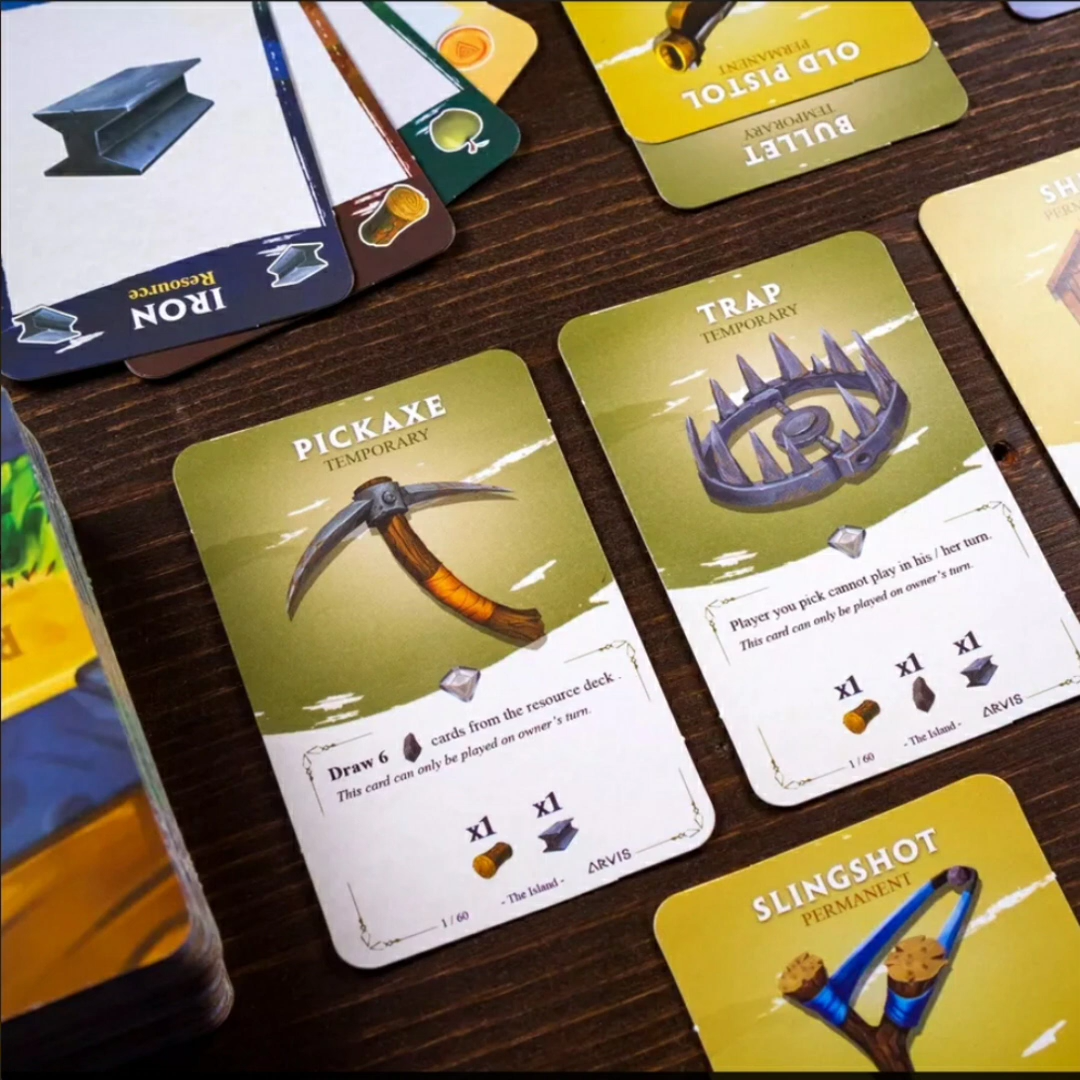 OLD PISTOL
PERMANENT
BULLET
TEMPORARY
IRON
Resource
PICKAXE
TEMPORARY
Draw 6 cards from the resource deck.
This card can only be played on owner's turn.
x1
x1
1 / 60
- The Island -
ARVIS
TRAP
TEMPORARY
Player you pick cannot play in his / her turn.
This card can only be played on owner's turn.
x1
x1
x1
1 / 60
- The Island -
ARVIS
SLINGSHOT
PERMANENT